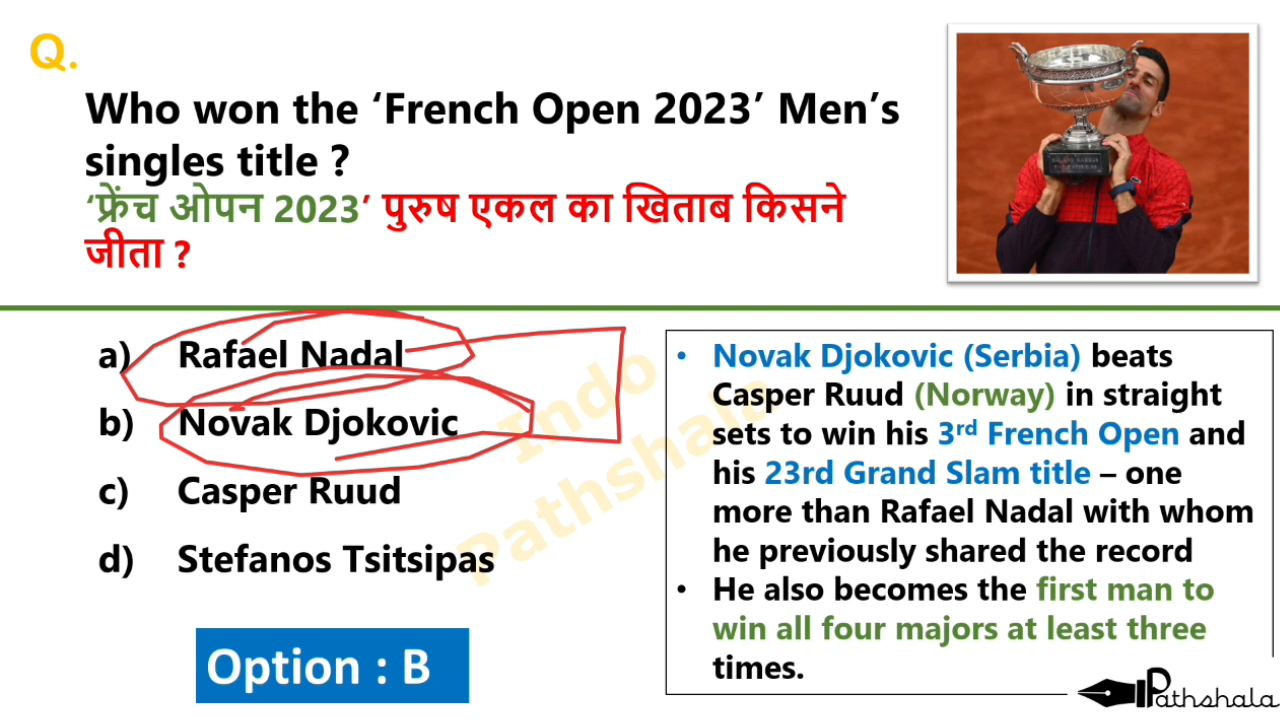 Q.
Who won the ‘French Open 2023’ Men’s
singles title ?
‘फ्रेंच ओपन 2023’ पुरुष एकल का खिताब किसने
जीता ?
a) Rafael Nadal
b) Novak Djokovic
c) Casper Ruud
d) Stefanos Tsitsipas
Option : B
• Novak Djokovic (Serbia) beats
Casper Ruud (Norway) in straight
sets to win his 3rd French Open and
his 23rd Grand Slam title – one
more than Rafael Nadal with whom
he previously shared the record
• He also becomes the first man to
win all four majors at least three
times.
Indo
Pathshala
Pathshala